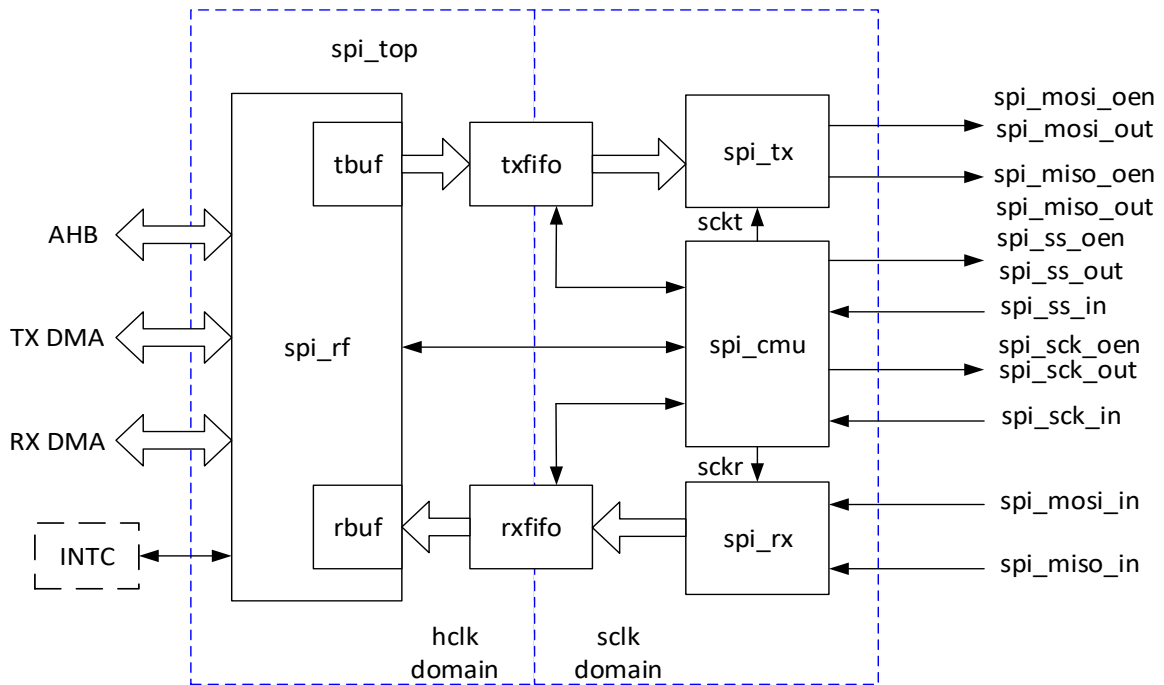 spi_top
tbuf
txfifo
spi_tx
spi_mosi_oen
spi_mosi_out
spi_miso_oen
spi_miso_out
sckt
AHB
spi_ss_oen
spi_ss_out
spi_ss_in
TX DMA
spi_rf
spi_cmu
spi_sck_oen
spi_sck_out
spi_sck_in
RX DMA
sckr
rbuf
rxfifo
spi_rx
spi_mosi_in
spi_miso_in
INTC
hclk
domain
sclk
domain